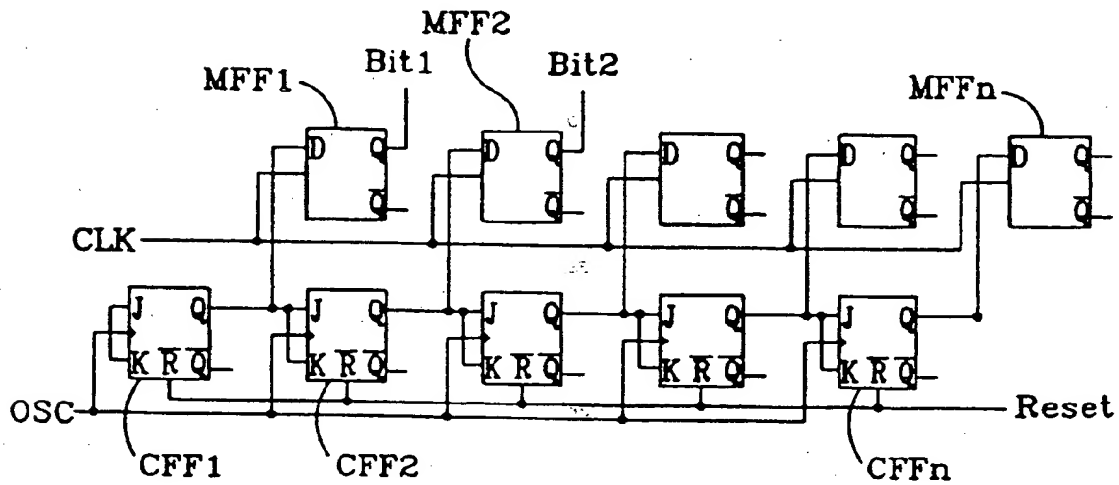 MFF2
MFF1 Bit1 Bit2 MFFn
D Q D Q D Q D Q D Q
Q̅ Q̅ Q̅ Q̅ Q̅
CLK
J Q J Q J Q J Q J Q
K R̅ Q̅ K R̅ Q̅ K R̅ Q̅ K R̅ Q̅ K R̅ Q̅
OSC Reset
CFF1 CFF2 CFFn